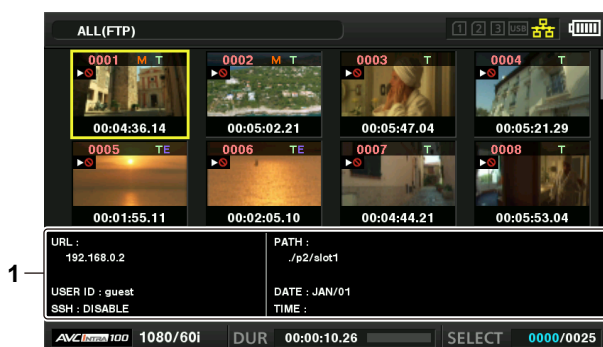 ALL(FTP)
1 2 3 USB
0001 M T
0002 M T
0003 T
0004 T
00:04:36.14
00:05:02.21
00:05:47.04
00:05:21.29
0005 TE
0006 TE
0007 T
0008 T
00:01:55.11
00:02:05.10
00:04:44.21
00:05:53.04
1
URL :
192.168.0.2
USER ID : guest
SSH : DISABLE
PATH :
./p2/slot1
DATE : JAN/01
TIME :
AVC INTRA 100 1080/60i DUR 00:00:10.26 SELECT 0000/0025